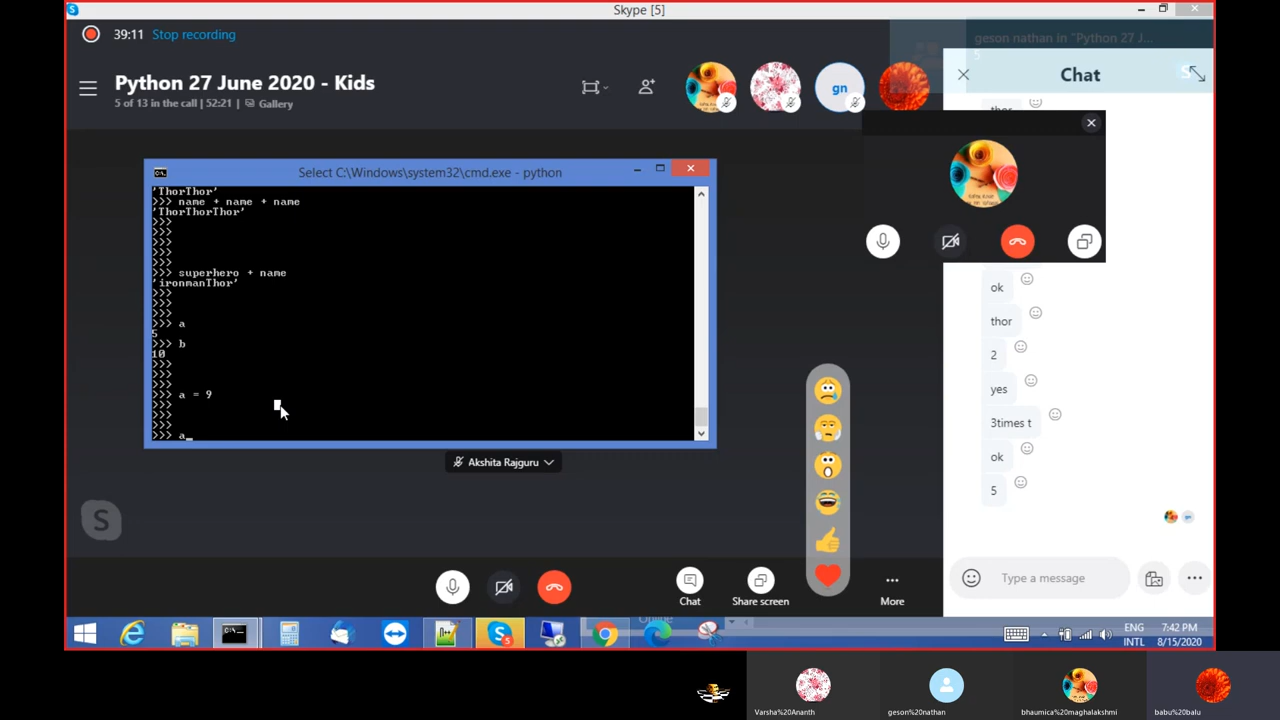 Skype [5]
39:11 Stop recording
geson nathan in "Python 27 J...
Python 27 June 2020 - Kids
5 of 13 in the call | 52:21 | Gallery
gn
Chat
Select C:\Windows\system32\cmd.exe - python
'ThorThor'
>>> name + name + name
'ThorThorThor'
>>>
>>>
>>>
>>>
>>>
>>> superhero + name
'ironmanThor'
>>>
>>>
>>>
>>> a
5
>>> b
10
>>>
>>>
>>>
>>> a = 9
>>>
>>>
>>>
>>> a_
thor
ok
thor
2
yes
3times t
ok
5
Akshita Rajguru
Type a message
Chat
Share screen
More
ENG
INTL
7:42 PM
8/15/2020
Varsha%20Ananth
geson%20nathan
bhaumica%20maghalakshmi
babu%20balu